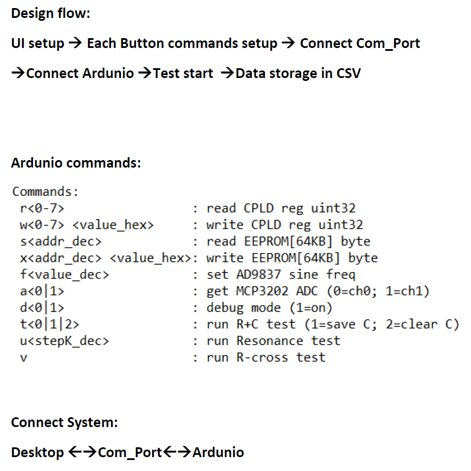 Design flow:
UI setup → Each Button commands setup → Connect Com_Port
→Connect Ardunio →Test start →Data storage in CSV
Ardunio commands:
Commands:
r<0-7> : read CPLD reg uint32
w<0-7> <value_hex> : write CPLD reg uint32
s<addr_dec> : read EEPROM[64KB] byte
x<addr_dec> <value_hex>: write EEPROM[64KB] byte
f<value_dec> : set AD9837 sine freq
a<0|1> : get MCP3202 ADC (0=ch0; 1=ch1)
d<0|1> : debug mode (1=on)
t<0|1|2> : run R+C test (1=save C; 2=clear C)
u<stepK_dec> : run Resonance test
v : run R-cross test
Connect System:
Desktop ←→Com_Port←→Ardunio